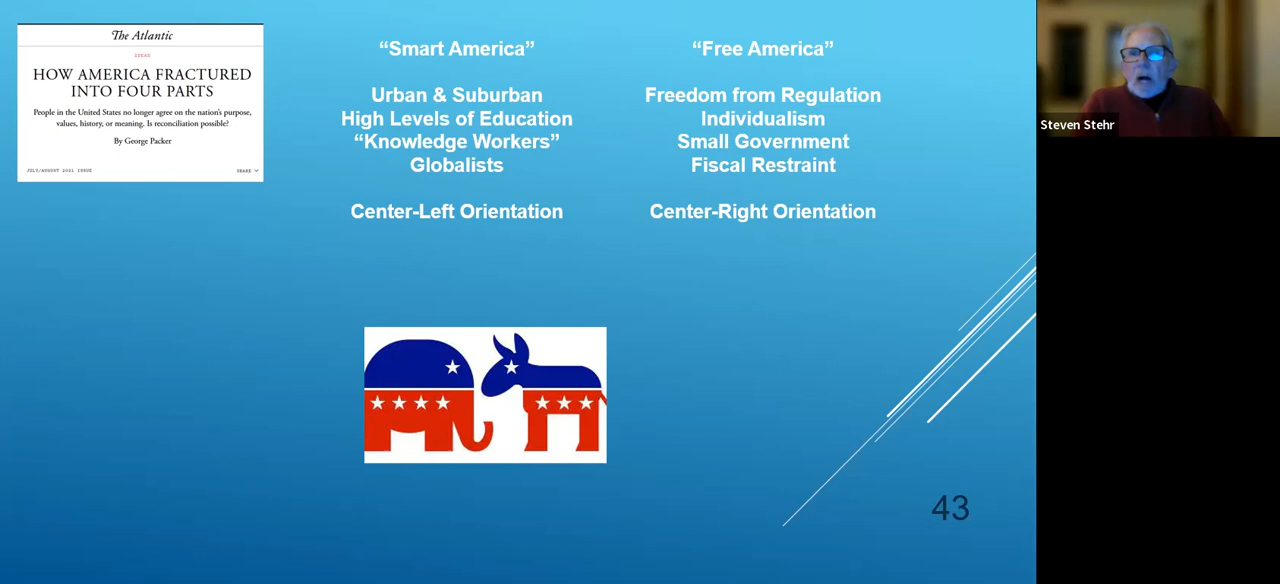 The Atlantic
IDEAS
HOW AMERICA FRACTURED
INTO FOUR PARTS
People in the United States no longer agree on the nation's purpose,
values, history, or meaning. Is reconciliation possible?
By George Packer
JULY/AUGUST 2021 ISSUE
SHARE
“Smart America”
Urban & Suburban
High Levels of Education
“Knowledge Workers”
Globalists
Center-Left Orientation
“Free America”
Freedom from Regulation
Individualism
Small Government
Fiscal Restraint
Center-Right Orientation
43
Steven Stehr